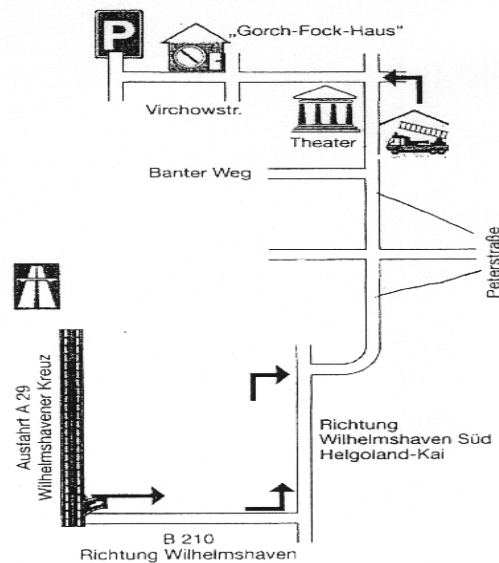 P
„Gorch-Fock-Haus"
Virchowstr.
Theater
Banter Weg
Peterstraße
Ausfahrt A 29
Wilhelmshavener Kreuz
Richtung
Wilhelmshaven Süd
Helgoland-Kai
B 210
Richtung Wilhelmshaven